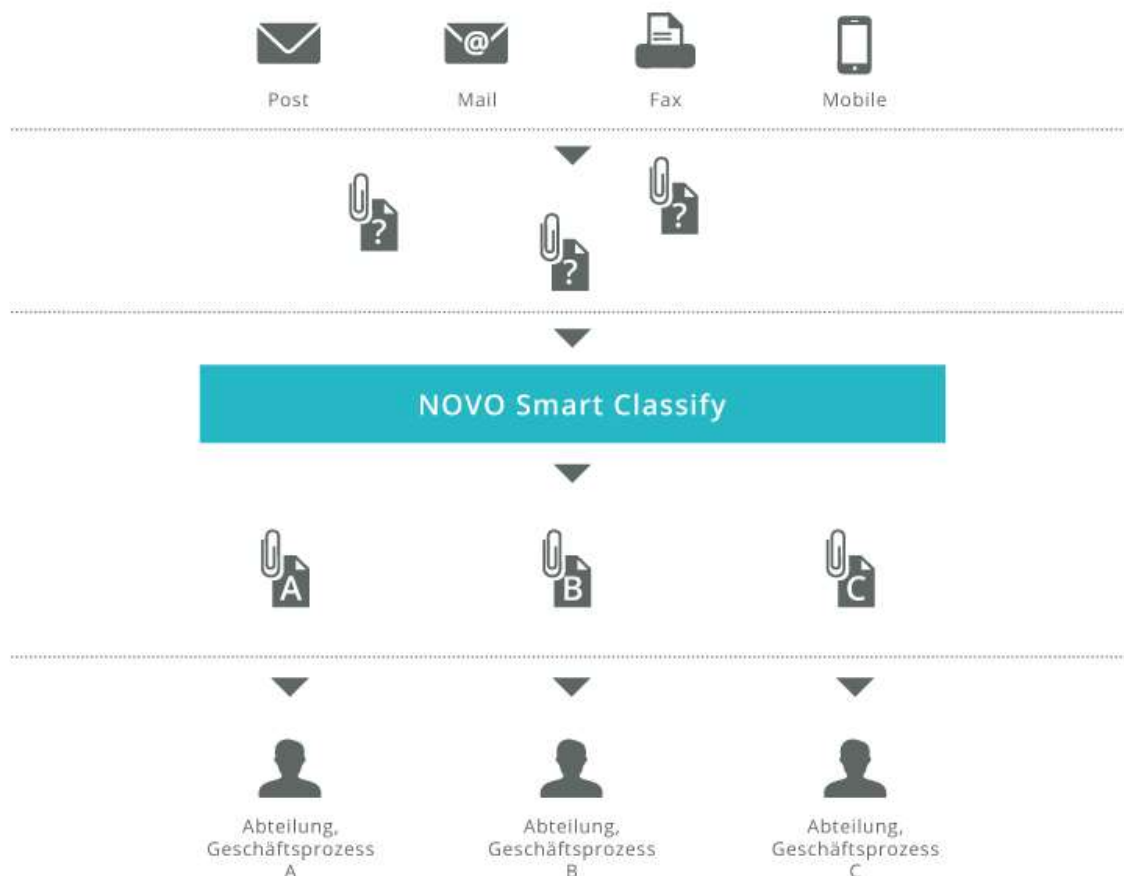 @
Post
Mail
Fax
Mobile
?
?
?
NOVO Smart Classify
A
B
C
Abteilung,
Geschäftsprozess
A
Abteilung,
Geschäftsprozess
B
Abteilung,
Geschäftsprozess
C